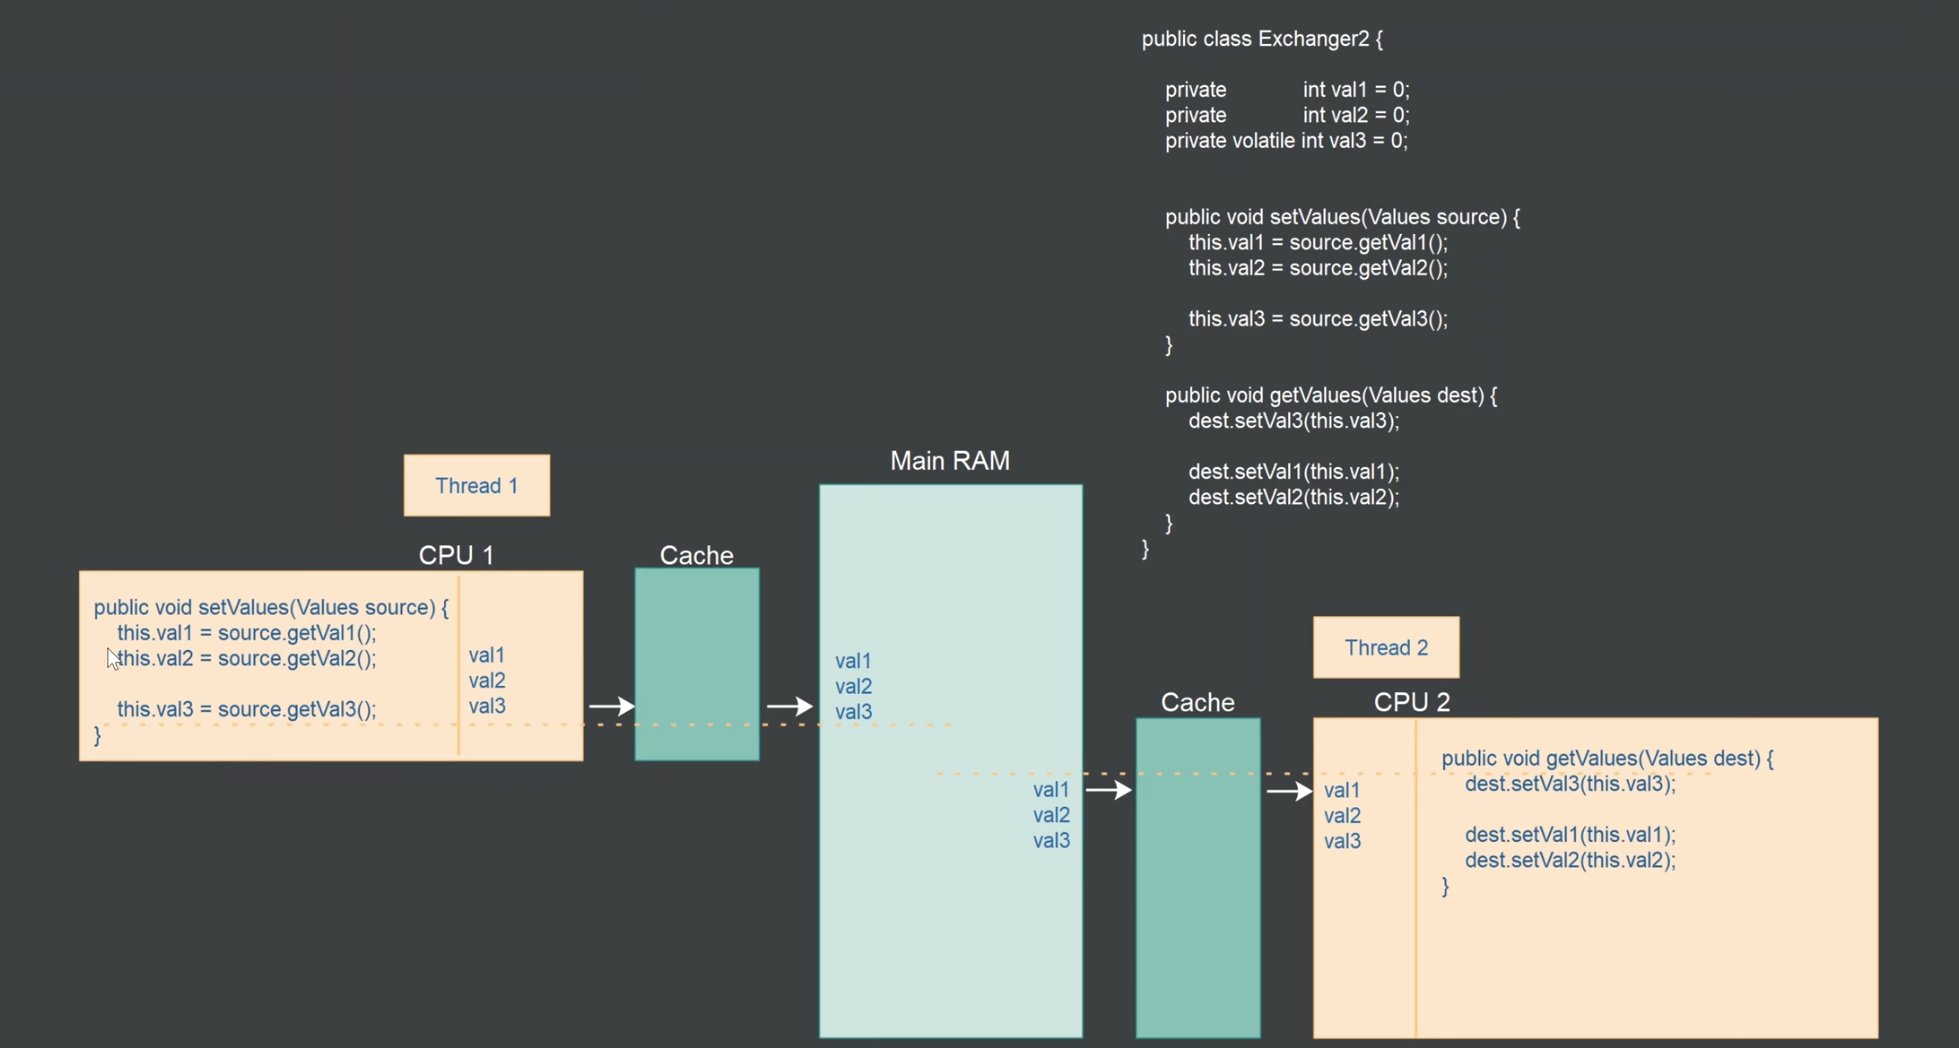 public class Exchanger2 {
private int val1 = 0;
private int val2 = 0;
private volatile int val3 = 0;
public void setValues(Values source) {
this.val1 = source.getVal1();
this.val2 = source.getVal2();
this.val3 = source.getVal3();
}
public void getValues(Values dest) {
dest.setVal3(this.val3);
dest.setVal1(this.val1);
dest.setVal2(this.val2);
}
}
Thread 1
CPU 1
public void setValues(Values source) {
this.val1 = source.getVal1();
this.val2 = source.getVal2();
this.val3 = source.getVal3();
}
val1
val2
val3
Cache
Main RAM
val1
val2
val3
val1
val2
val3
Cache
Thread 2
CPU 2
val1
val2
val3
public void getValues(Values dest) {
dest.setVal3(this.val3);
dest.setVal1(this.val1);
dest.setVal2(this.val2);
}